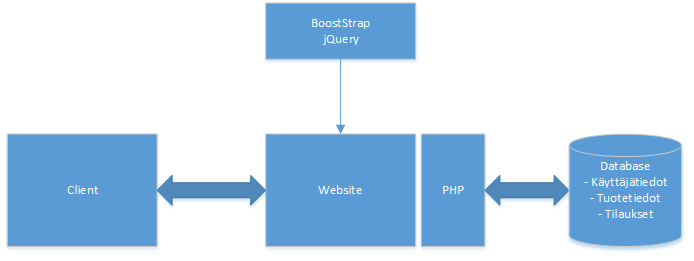 BoostStrap
jQuery
Client
Website
PHP
Database
- Käyttäjätiedot
- Tuotetiedot
- Tilaukset